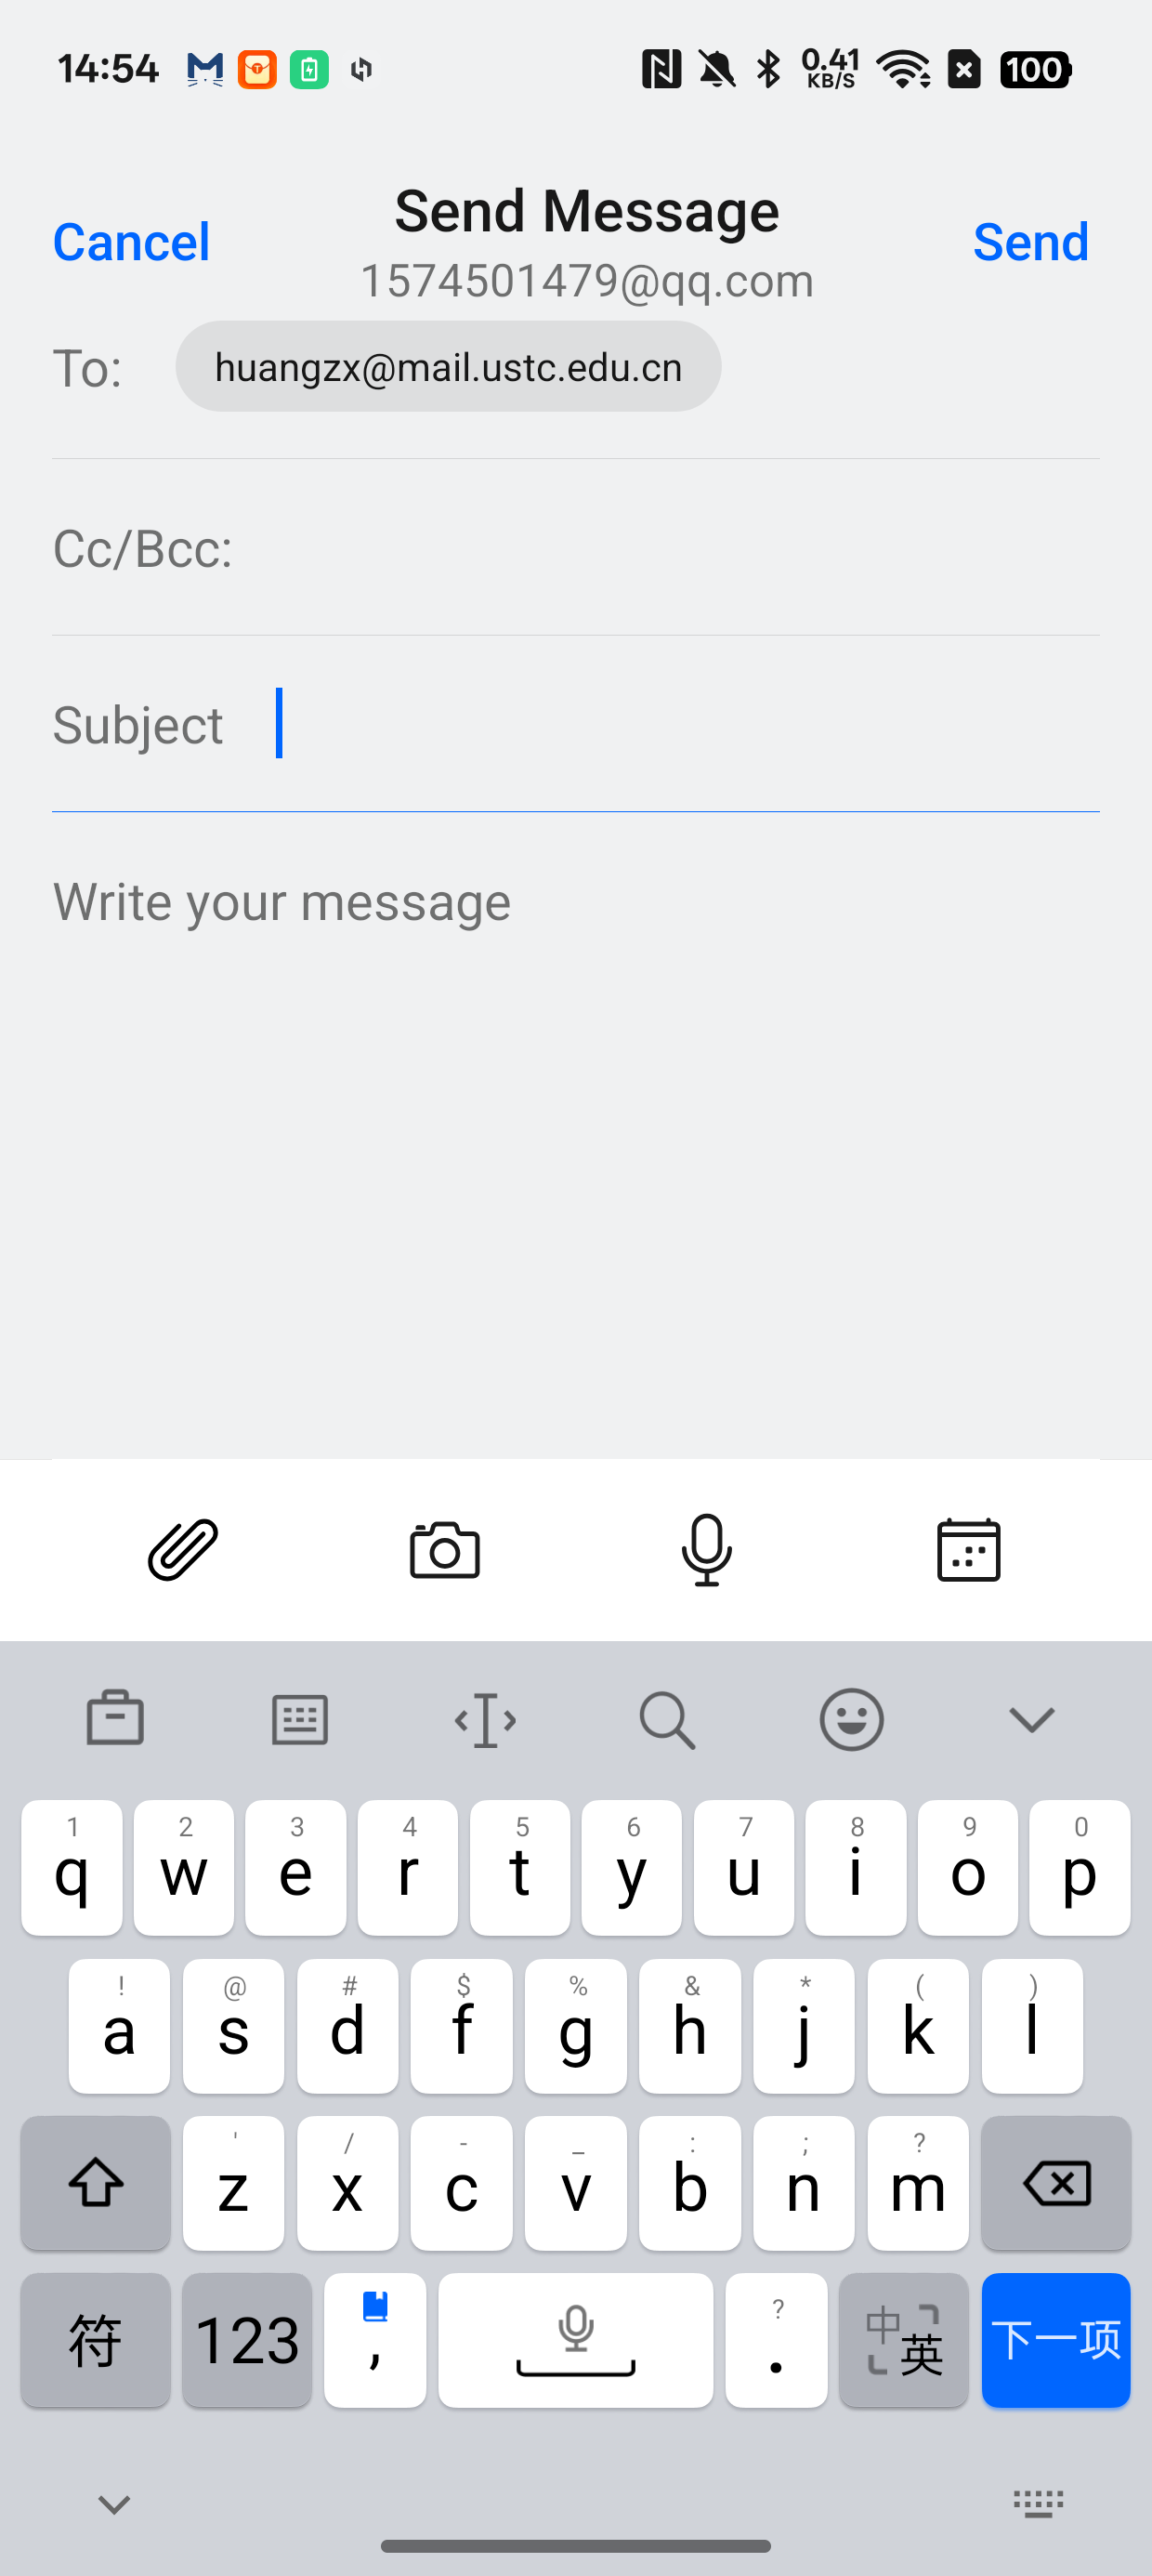 14:54 0.41 KB/S 100
Cancel Send Message Send
1574501479@qq.com
To: huangzx@mail.ustc.edu.cn
Cc/Bcc:
Subject
Write your message
1 2 3 4 5 6 7 8 9 0
q w e r t y u i o p
! @ # $ % & * ( )
a s d f g h j k l
' / - _ : ; ?
z x c v b n m
?
符 123 , . 中 英 下一项